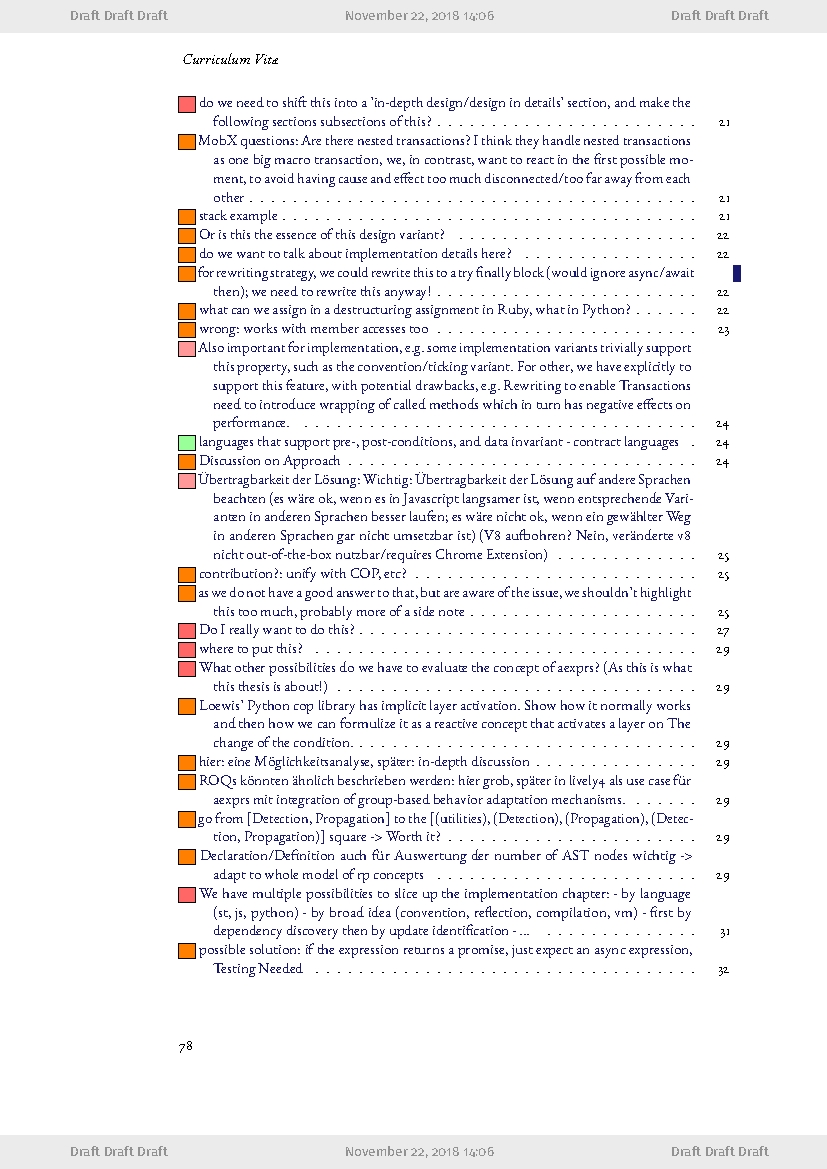 Draft Draft Draft November 22, 2018 14:06 Draft Draft Draft
Curriculum Vitæ
do we need to shift this into a 'in-depth design/design in details' section, and make the
following sections subsections of this? . . . . . . . . . . . . . . . . . . . . . . . . 21
MobX questions: Are there nested transactions? I think they handle nested transactions
as one big macro transaction, we, in contrast, want to react in the first possible mo-
ment, to avoid having cause and effect too much disconnected/too far away from each
other . . . . . . . . . . . . . . . . . . . . . . . . . . . . . . . . . . . . . . . . . 21
stack example . . . . . . . . . . . . . . . . . . . . . . . . . . . . . . . . . . . . . . 21
Or is this the essence of this design variant? . . . . . . . . . . . . . . . . . . . . . . 22
do we want to talk about implementation details here? . . . . . . . . . . . . . . . . 22
for rewriting strategy, we could rewrite this to a try finally block (would ignore async/await
then); we need to rewrite this anyway! . . . . . . . . . . . . . . . . . . . . . . . . 22
what can we assign in a destructuring assignment in Ruby, what in Python? . . . . . . 22
wrong: works with member accesses too . . . . . . . . . . . . . . . . . . . . . . . . 23
Also important for implementation, e.g. some implementation variants trivially support
this property, such as the convention/ticking variant. For other, we have explicitly to
support this feature, with potential drawbacks, e.g. Rewriting to enable Transactions
need to introduce wrapping of called methods which in turn has negative effects on
performance. . . . . . . . . . . . . . . . . . . . . . . . . . . . . . . . . . . . . 24
languages that support pre-, post-conditions, and data invariant - contract languages . 24
Discussion on Approach . . . . . . . . . . . . . . . . . . . . . . . . . . . . . . . . 24
Übertragbarkeit der Lösung: Wichtig: Übertragbarkeit der Lösung auf andere Sprachen
beachten (es wäre ok, wenn es in Javascript langsamer ist, wenn entsprechende Vari-
anten in anderen Sprachen besser laufen; es wäre nicht ok, wenn ein gewählter Weg
in anderen Sprachen gar nicht umsetzbar ist) (V8 aufbohren? Nein, veränderte v8
nicht out-of-the-box nutzbar/requires Chrome Extension) . . . . . . . . . . . . . 25
contribution?: unify with COP, etc? . . . . . . . . . . . . . . . . . . . . . . . . . . 25
as we do not have a good answer to that, but are aware of the issue, we shouldn't highlight
this too much, probably more of a side note . . . . . . . . . . . . . . . . . . . . . 25
Do I really want to do this? . . . . . . . . . . . . . . . . . . . . . . . . . . . . . . . 27
where to put this? . . . . . . . . . . . . . . . . . . . . . . . . . . . . . . . . . . . 29
What other possibilities do we have to evaluate the concept of aexprs? (As this is what
this thesis is about!) . . . . . . . . . . . . . . . . . . . . . . . . . . . . . . . . . 29
Loewis' Python cop library has implicit layer activation. Show how it normally works
and then how we can formulize it as a reactive concept that activates a layer on The
change of the condition. . . . . . . . . . . . . . . . . . . . . . . . . . . . . . . . 29
hier: eine Möglichkeitsanalyse, später: in-depth discussion . . . . . . . . . . . . . . . 29
ROQs könnten ähnlich beschrieben werden: hier grob, später in lively4 als use case für
aexprs mit integration of group-based behavior adaptation mechanisms. . . . . . . 29
go from [Detection, Propagation] to the [(utilities), (Detection), (Propagation), (Detec-
tion, Propagation)] square -> Worth it? . . . . . . . . . . . . . . . . . . . . . . . 29
Declaration/Definition auch für Auswertung der number of AST nodes wichtig ->
adapt to whole model of rp concepts . . . . . . . . . . . . . . . . . . . . . . . . 29
We have multiple possibilities to slice up the implementation chapter: - by language
(st, js, python) - by broad idea (convention, reflection, compilation, vm) - first by
dependency discovery then by update identification - ... . . . . . . . . . . . . . . 31
possible solution: if the expression returns a promise, just expect an async expression,
Testing Needed . . . . . . . . . . . . . . . . . . . . . . . . . . . . . . . . . . . 32
78
Draft Draft Draft November 22, 2018 14:06 Draft Draft Draft